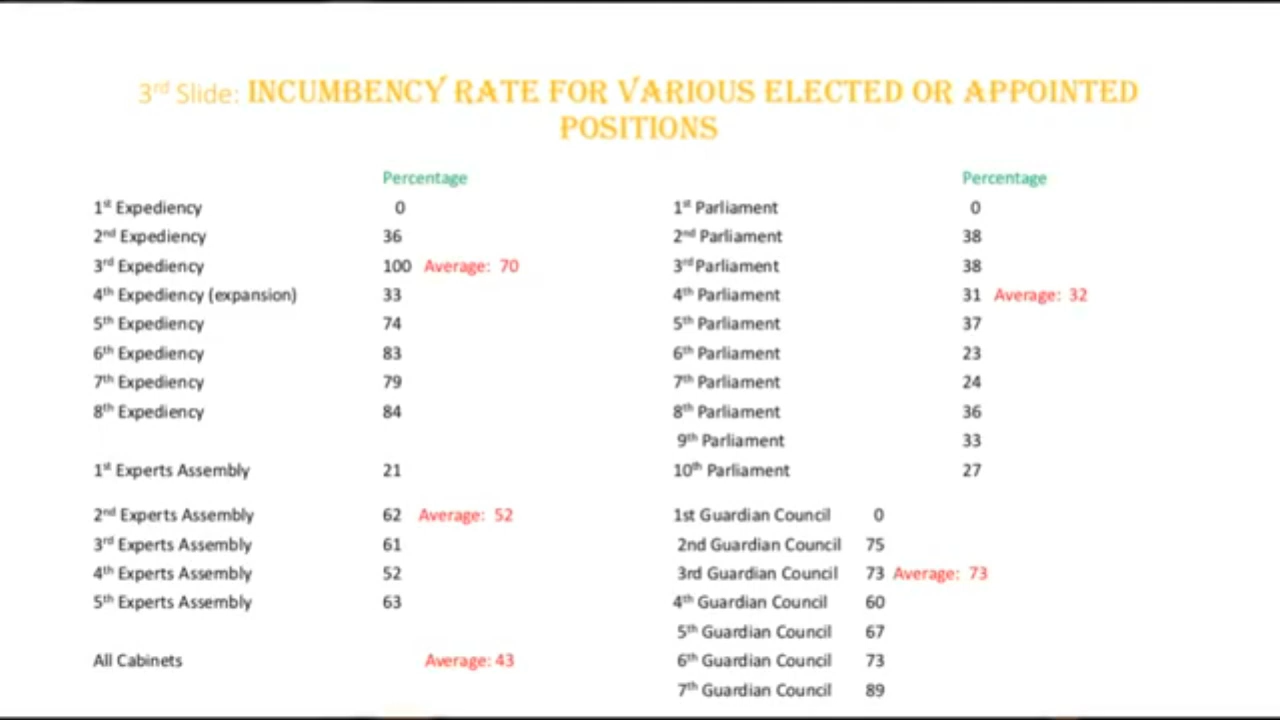 3rd Slide: INCUMBENCY RATE FOR VARIOUS ELECTED OR APPOINTED
POSITIONS
Percentage
1st Expediency 0
2nd Expediency 36
3rd Expediency 100 Average: 70
4th Expediency (expansion) 33
5th Expediency 74
6th Expediency 83
7th Expediency 79
8th Expediency 84
1st Experts Assembly 21
2nd Experts Assembly 62 Average: 52
3rd Experts Assembly 61
4th Experts Assembly 52
5th Experts Assembly 63
All Cabinets Average: 43
Percentage
1st Parliament 0
2nd Parliament 38
3rd Parliament 38
4th Parliament 31 Average: 32
5th Parliament 37
6th Parliament 23
7th Parliament 24
8th Parliament 36
9th Parliament 33
10th Parliament 27
1st Guardian Council 0
2nd Guardian Council 75
3rd Guardian Council 73 Average: 73
4th Guardian Council 60
5th Guardian Council 67
6th Guardian Council 73
7th Guardian Council 89